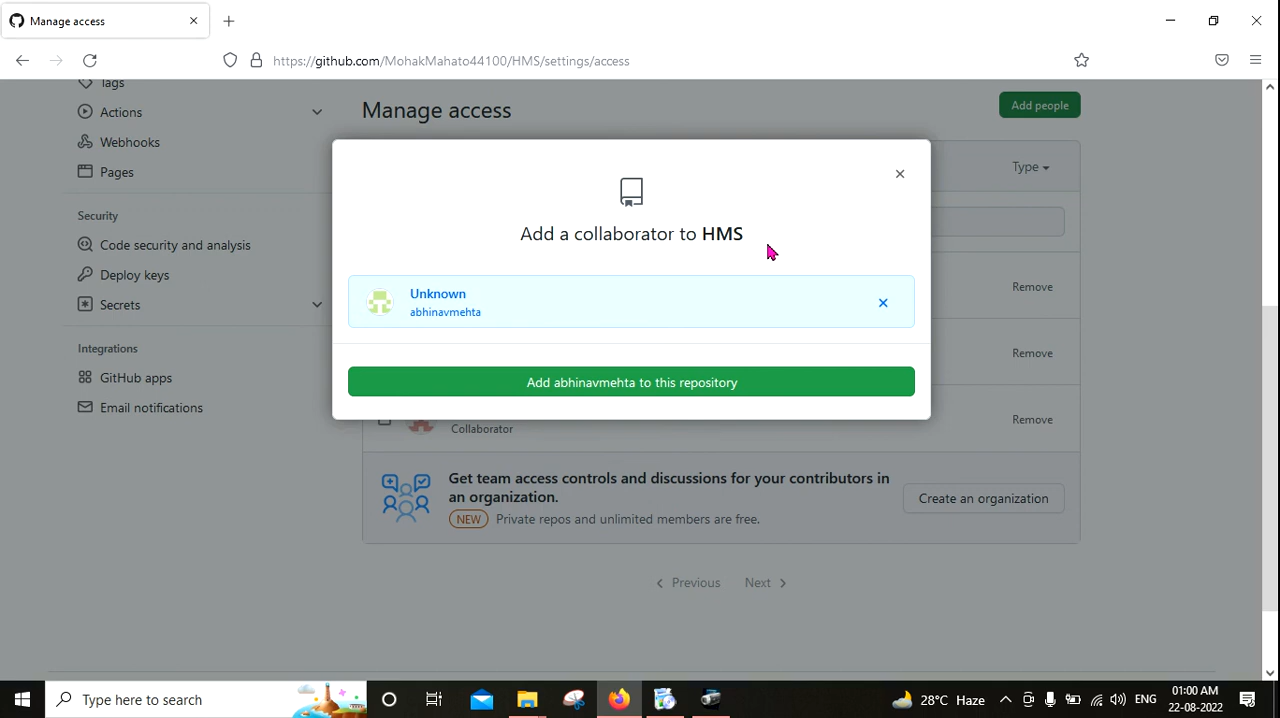 Manage access
https://github.com/MohakMahato44100/HMS/settings/access
Tags
Actions
Webhooks
Pages
Security
Code security and analysis
Deploy keys
Secrets
Integrations
GitHub apps
Email notifications
Manage access
Add people
Type
Add a collaborator to HMS
Unknown
abhinavmehta
Add abhinavmehta to this repository
Remove
Remove
Remove
Collaborator
Get team access controls and discussions for your contributors in
an organization.
NEW Private repos and unlimited members are free.
Create an organization
Previous Next
Type here to search
28°C Haze
ENG
01:00 AM
22-08-2022